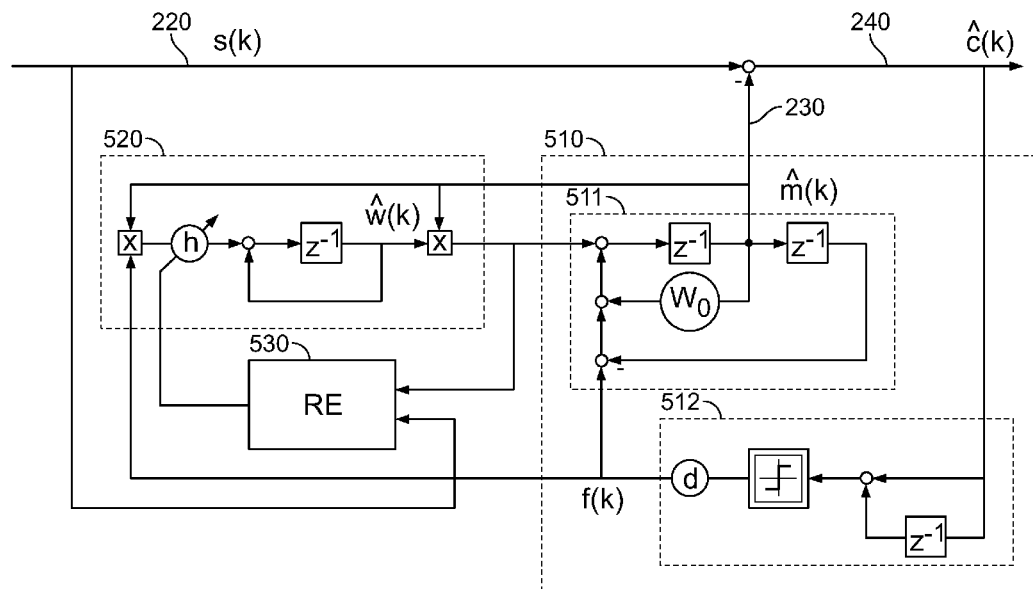 220
s(k)
240
ĉ(k)
-
230
520
510
511
m̂(k)
ŵ(k)
x
h
z⁻¹
x
z⁻¹
z⁻¹
W₀
530
RE
-
512
f(k)
d
z⁻¹